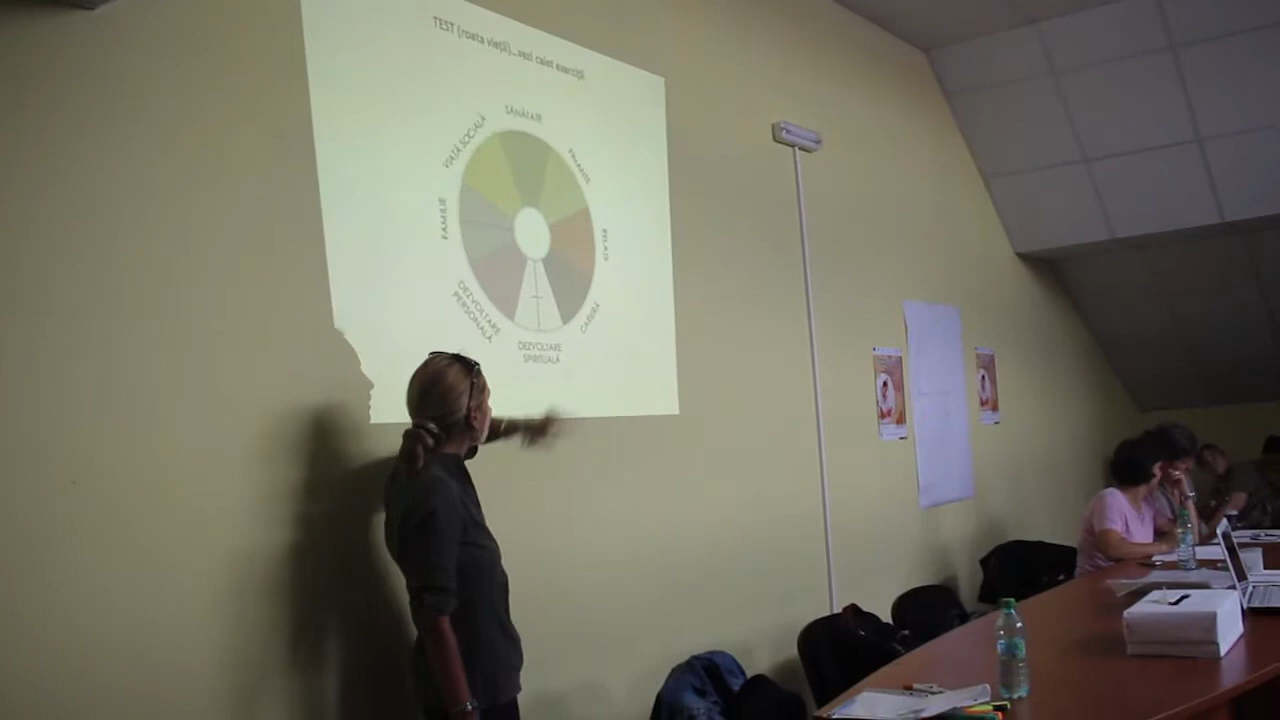 TEST (roata vieții)...vezi caiet exerciții
SĂNĂTATE
FINANȚE
RELAȚII
CARIERĂ
DEZVOLTARE
SPIRITUALĂ
DEZVOLTARE
PERSONALĂ
FAMILIE
VIAȚĂ SOCIALĂ